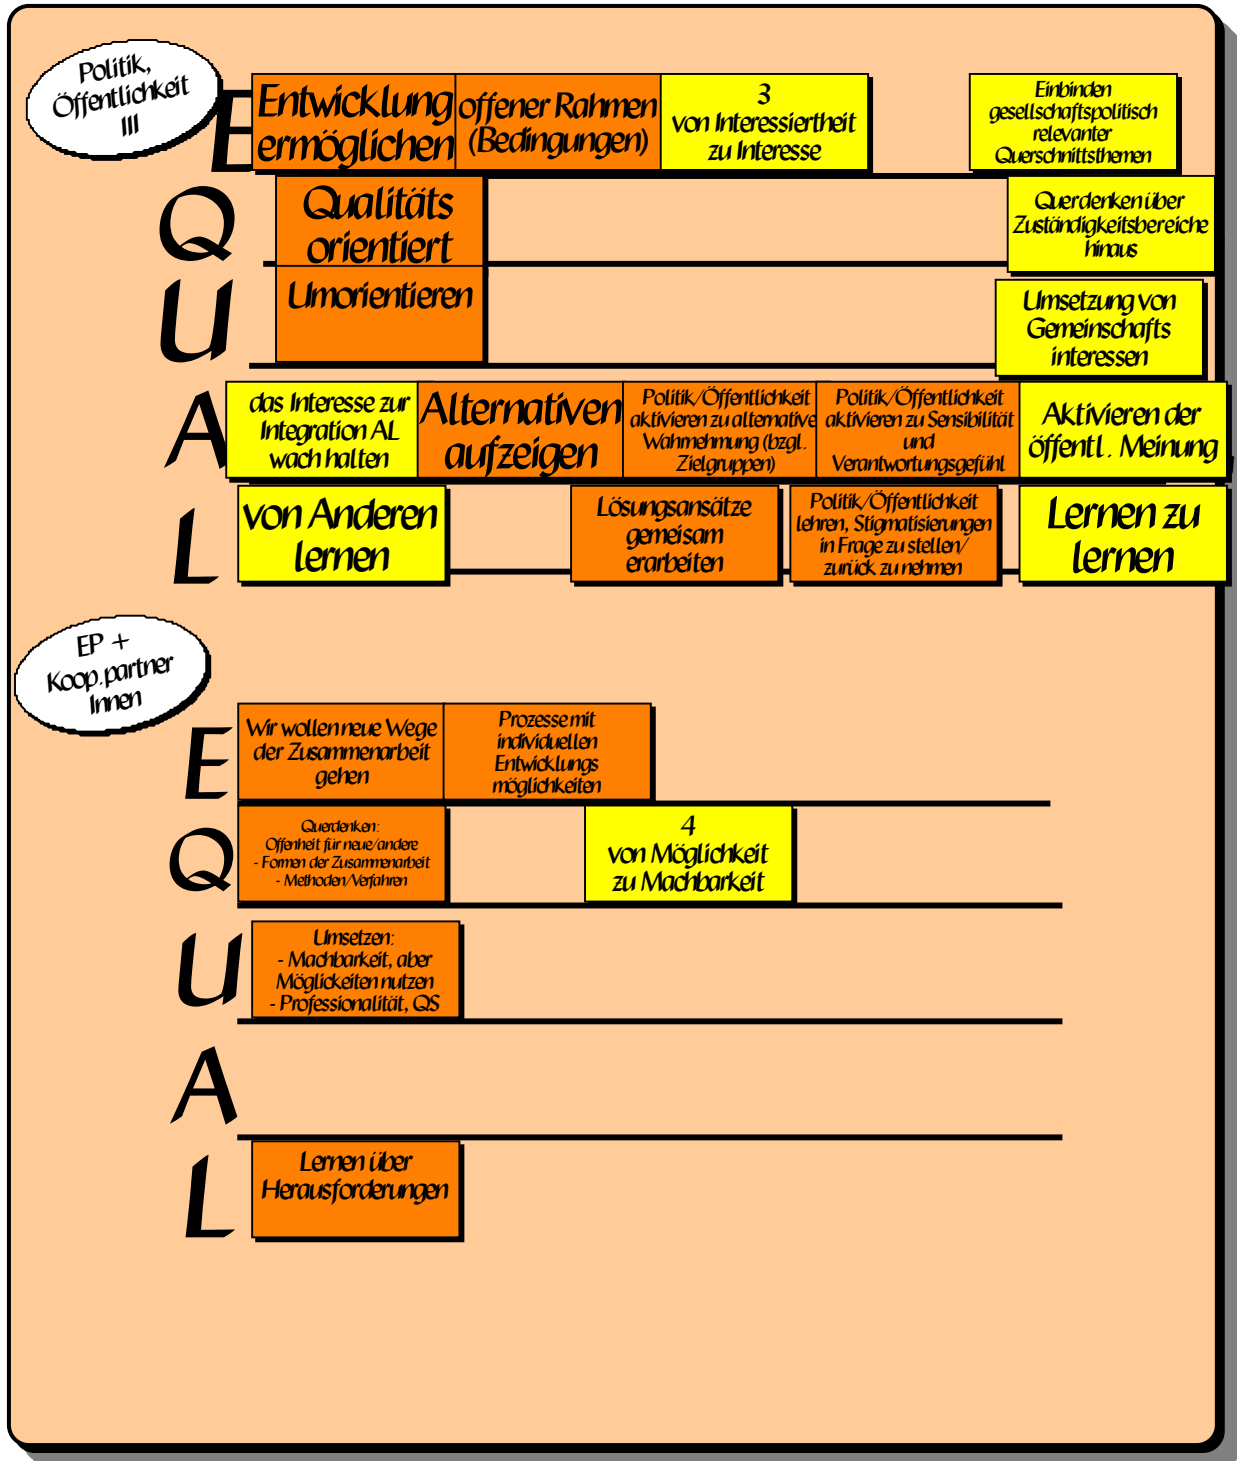 Politik,
Öffentlichkeit
III
E
Entwicklung
ermöglichen
offener Rahmen
(Bedingungen)
3
von Interessiertheit
zu Interesse
Einbinden
gesellschaftspolitisch
relevanter
Querschnittsthemen
Q
Qualitäts
orientiert
Querdenken über
Zuständigkeitsbereiche
hinaus
U
Umorientieren
Umsetzung von
Gemeinschafts
interessen
A
das Interesse zur
Integration AL
wach halten
Alternativen
aufzeigen
Politik/Öffentlichkeit
aktivieren zu alternative
Wahrnehmung (bzgl.
Zielgruppen)
Politik/Öffentlichkeit
aktivieren zu Sensibilität
und
Verantwortungsgefühl
Aktivieren der
öffentl. Meinung
L
von Anderen
lernen
Lösungsansätze
gemeisam
erarbeiten
Politik/Öffentlichkeit
lehren, Stigmatisierungen
in Frage zu stellen/
zurück zu nehmen
Lernen zu
lernen
EP +
Koop.partner
Innen
E
Wir wollen neue Wege
der Zusammenarbeit
gehen
Prozesse mit
individuellen
Entwicklungs
möglichkeiten
Q
Querdenken:
Offenheit für neue/andere
- Formen der Zusammenarbeit
- Methoden/Verfahren
4
von Möglichkeit
zu Machbarkeit
U
Umsetzen:
- Machbarkeit, aber
Möglickeiten nutzen
- Professionalität, QS
A
L
Lernen über
Herausforderungen